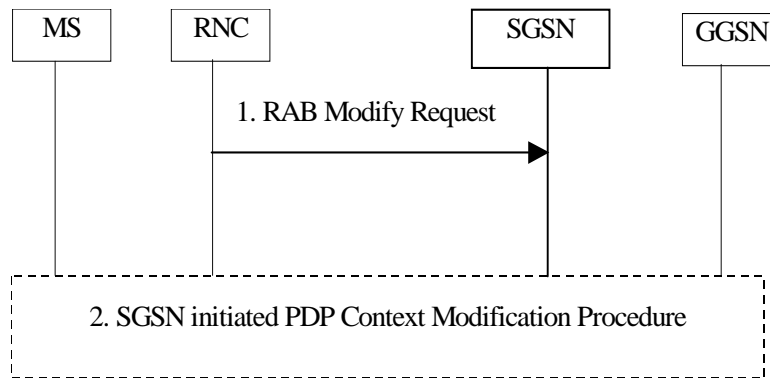 MS RNC SGSN GGSN
1. RAB Modify Request
2. SGSN initiated PDP Context Modification Procedure